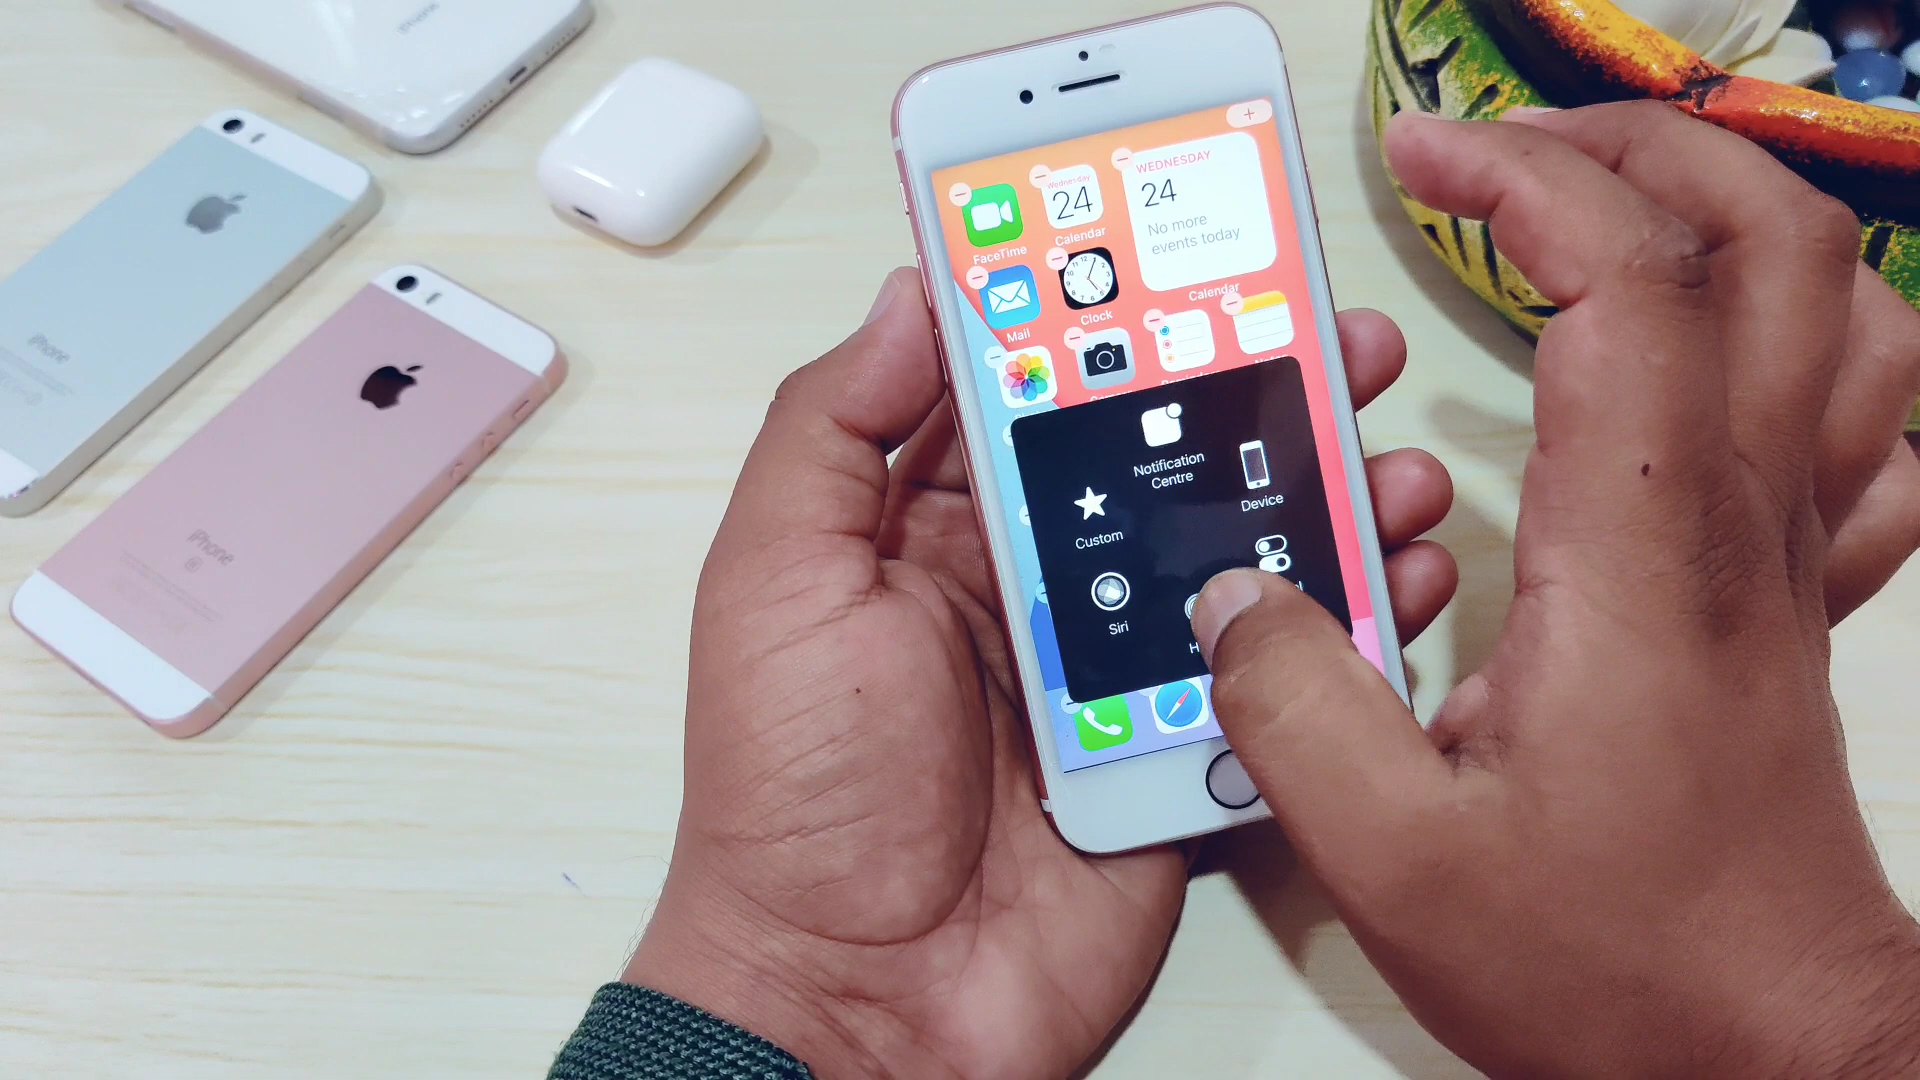 iPhone
iPhone
iPhone
WEDNESDAY
24
No more
events today
Calendar
Wednesday
24
FaceTime
Calendar
Mail
Clock
Notification
Centre
Device
Custom
Siri